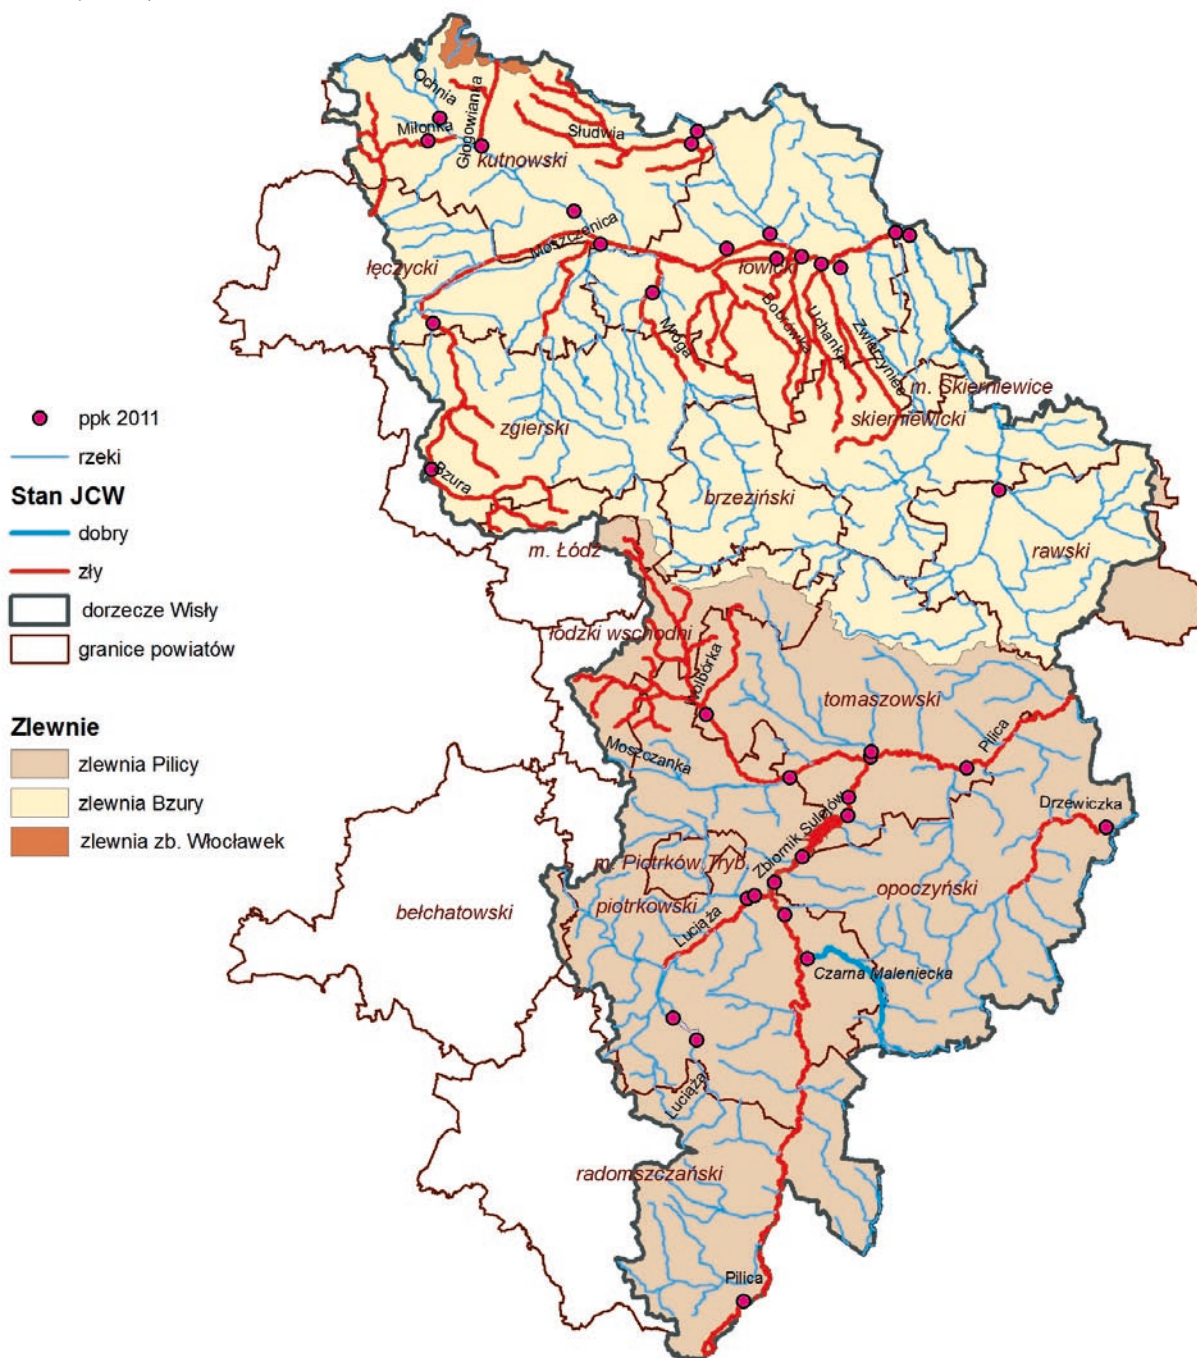 Ochnia
Miłonka
Głogowianka
Słudwia
kutnowski
Moszczenica
łęczycki
łowicki
Bobrówka
Uchanka
Zwierzyniec
Mroga
m. Skierniewice
skierniewicki
zgierski
Bzura
brzeziński
rawski
m. Łódź
łódzki wschodni
Wolbórka
tomaszowski
Moszczanka
Pilica
Drzewiczka
Zbiornik Sulejów
m. Piotrków Tryb.
opoczyński
bełchatowski
piotrkowski
Luciąża
Czarna Maleniecka
Luciąża
radomszczański
Pilica
ppk 2011
rzeki
Stan JCW
dobry
zły
dorzecze Wisły
granice powiatów
Zlewnie
zlewnia Pilicy
zlewnia Bzury
zlewnia zb. Włocławek